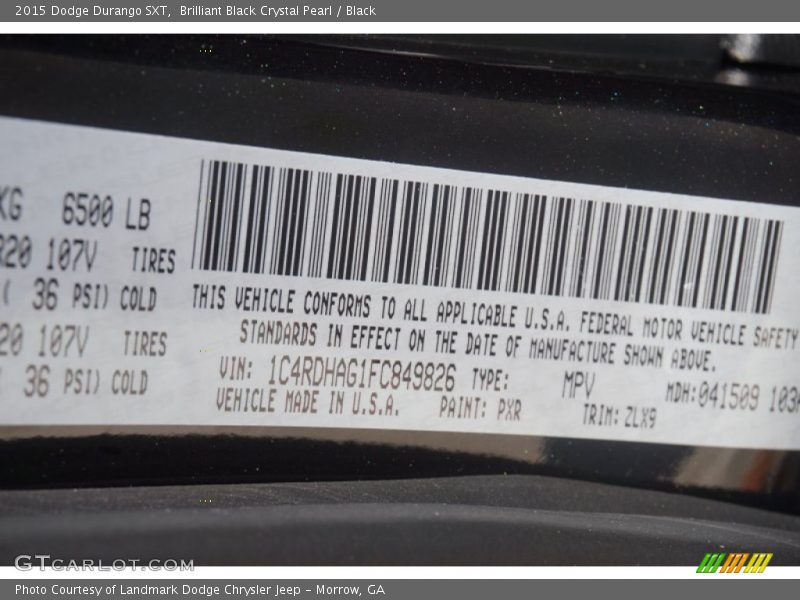 2015 Dodge Durango SXT,  Brilliant Black Crystal Pearl / Black
KG 6500 LB
R20 107V TIRES
( 36 PSI) COLD
20 107V TIRES
36 PSI) COLD
THIS VEHICLE CONFORMS TO ALL APPLICABLE U.S.A. FEDERAL MOTOR VEHICLE SAFETY
STANDARDS IN EFFECT ON THE DATE OF MANUFACTURE SHOWN ABOVE.
VIN: 1C4RDHAG1FC849826 TYPE: MPV MDH:041509 103
VEHICLE MADE IN U.S.A. PAINT: PXR TRIM: ZLX9
GTCARLOT.COM
Photo Courtesy of Landmark Dodge Chrysler Jeep – Morrow, GA